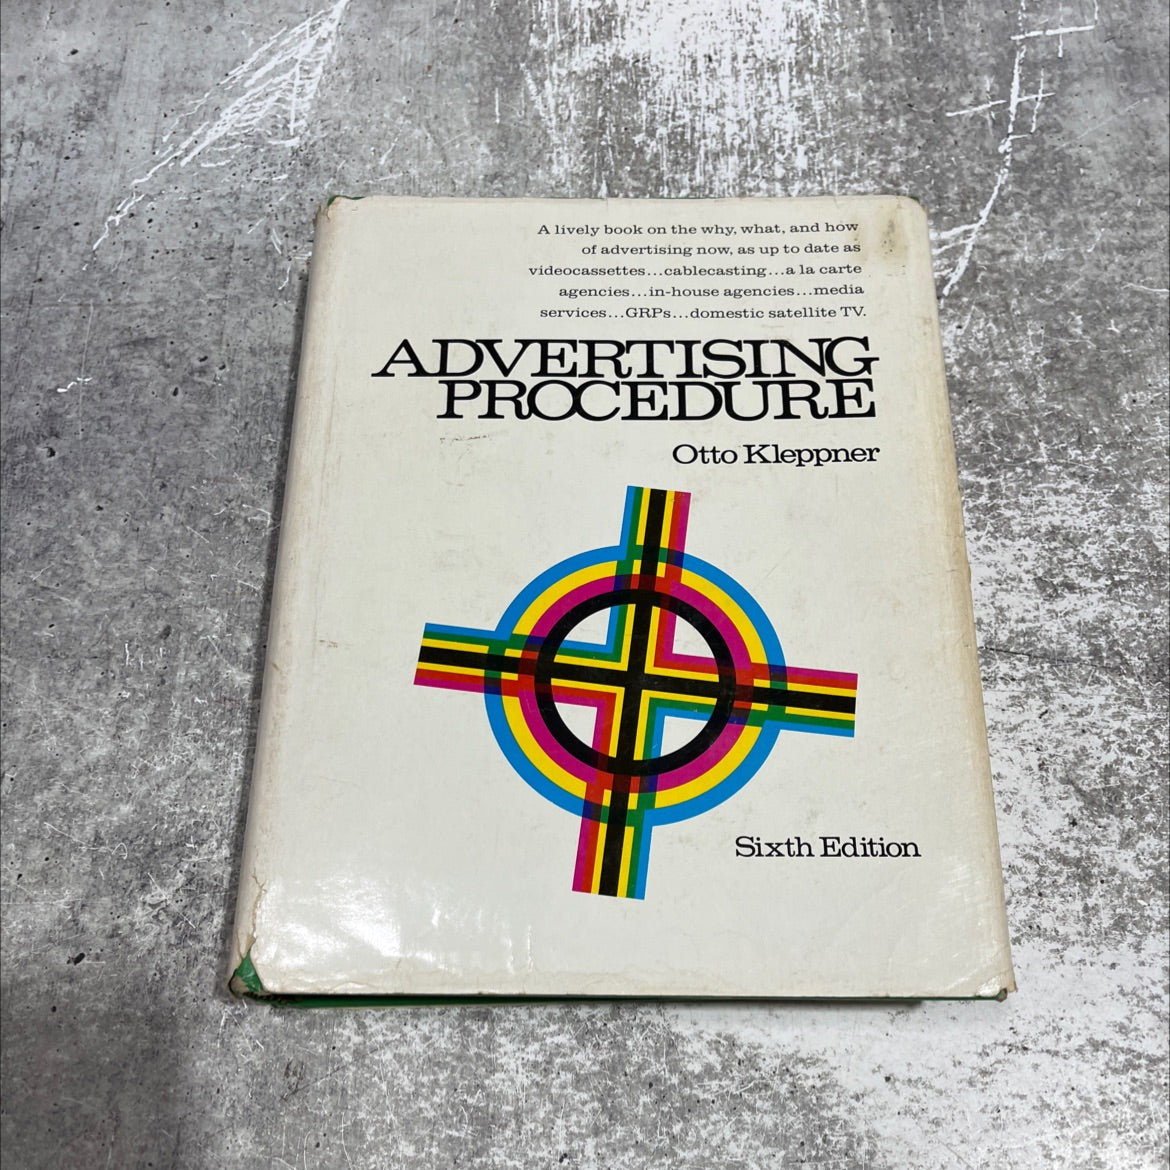 A lively book on the why, what, and how
of advertising now, as up to date as
videocassettes...cablecasting...a la carte
agencies...in-house agencies...media
services...GRPs...domestic satellite TV.
ADVERTISING
PROCEDURE
Otto Kleppner
Sixth Edition